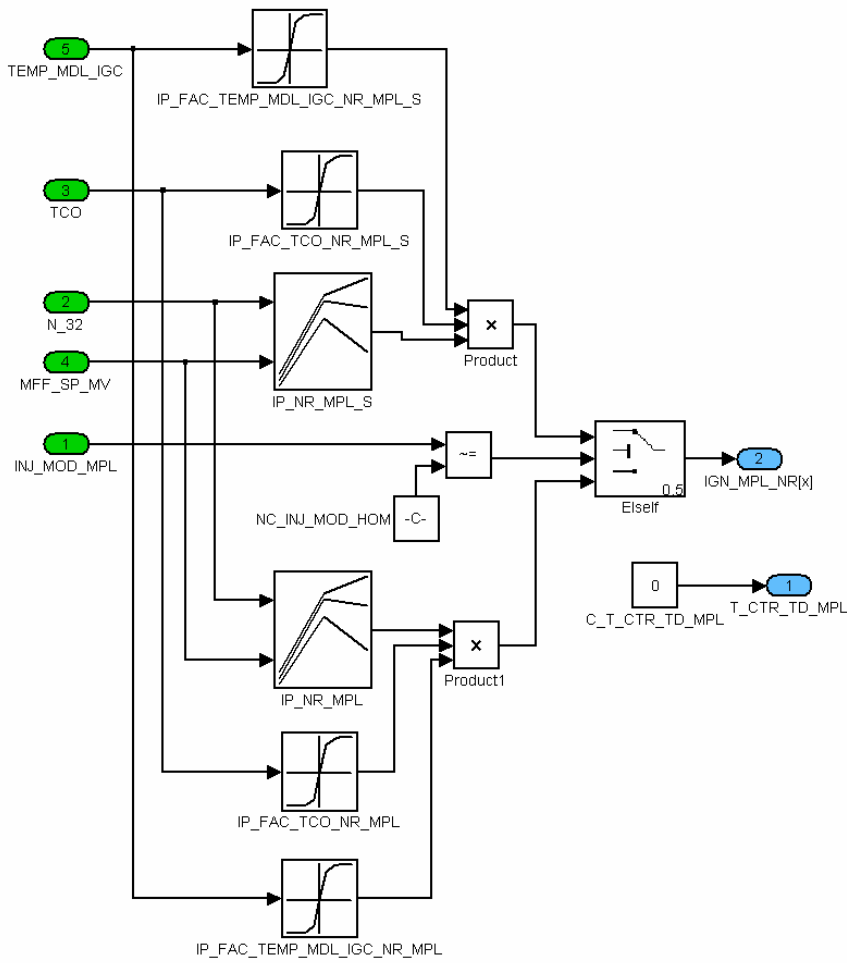 5
TEMP_MDL_IGC
IP_FAC_TEMP_MDL_IGC_NR_MPL_S
3
TCO
IP_FAC_TCO_NR_MPL_S
2
N_32
4
MFF_SP_MV
IP_NR_MPL_S
x
Product
1
INJ_MOD_MPL
~=
NC_INJ_MOD_HOM
-C-
0.5
ElseIf
2
IGN_MPL_NR[x]
0
C_T_CTR_TD_MPL
1
T_CTR_TD_MPL
IP_NR_MPL
x
Product1
IP_FAC_TCO_NR_MPL
IP_FAC_TEMP_MDL_IGC_NR_MPL